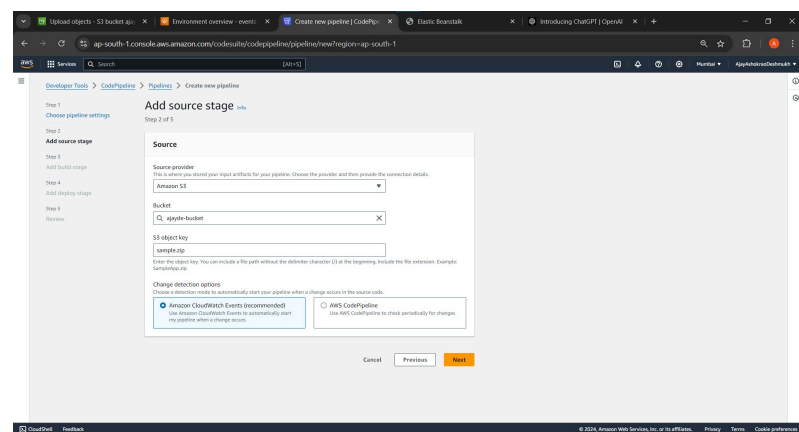 Upload objects - S3 bucket ajay
Environment overview - events
Create new pipeline | CodePipe
Elastic Beanstalk
Introducing ChatGPT | OpenAI
ap-south-1.console.aws.amazon.com/codesuite/codepipeline/pipeline/new?region=ap-south-1
aws
Services
Search
[Alt+S]
Mumbai
AjayAshokraoDeshmukh
Developer Tools > CodePipeline > Pipelines > Create new pipeline
Step 1
Choose pipeline settings
Step 2
Add source stage
Step 3
Add build stage
Step 4
Add deploy stage
Step 5
Review
Add source stage Info
Step 2 of 5
Source
Source provider
This is where you stored your input artifacts for your pipeline. Choose the provider and then provide the connection details.
Amazon S3
Bucket
ajayde-bucket
S3 object key
sample.zip
Enter the object key. You can include a file path without the delimiter character (/) at the beginning. Include the file extension. Example:
SampleApp.zip
Change detection options
Choose a detection mode to automatically start your pipeline when a change occurs in the source code.
Amazon CloudWatch Events (recommended)
Use Amazon CloudWatch Events to automatically start
my pipeline when a change occurs
AWS CodePipeline
Use AWS CodePipeline to check periodically for changes
Cancel
Previous
Next
CloudShell
Feedback
© 2024, Amazon Web Services, Inc. or its affiliates.
Privacy
Terms
Cookie preferences